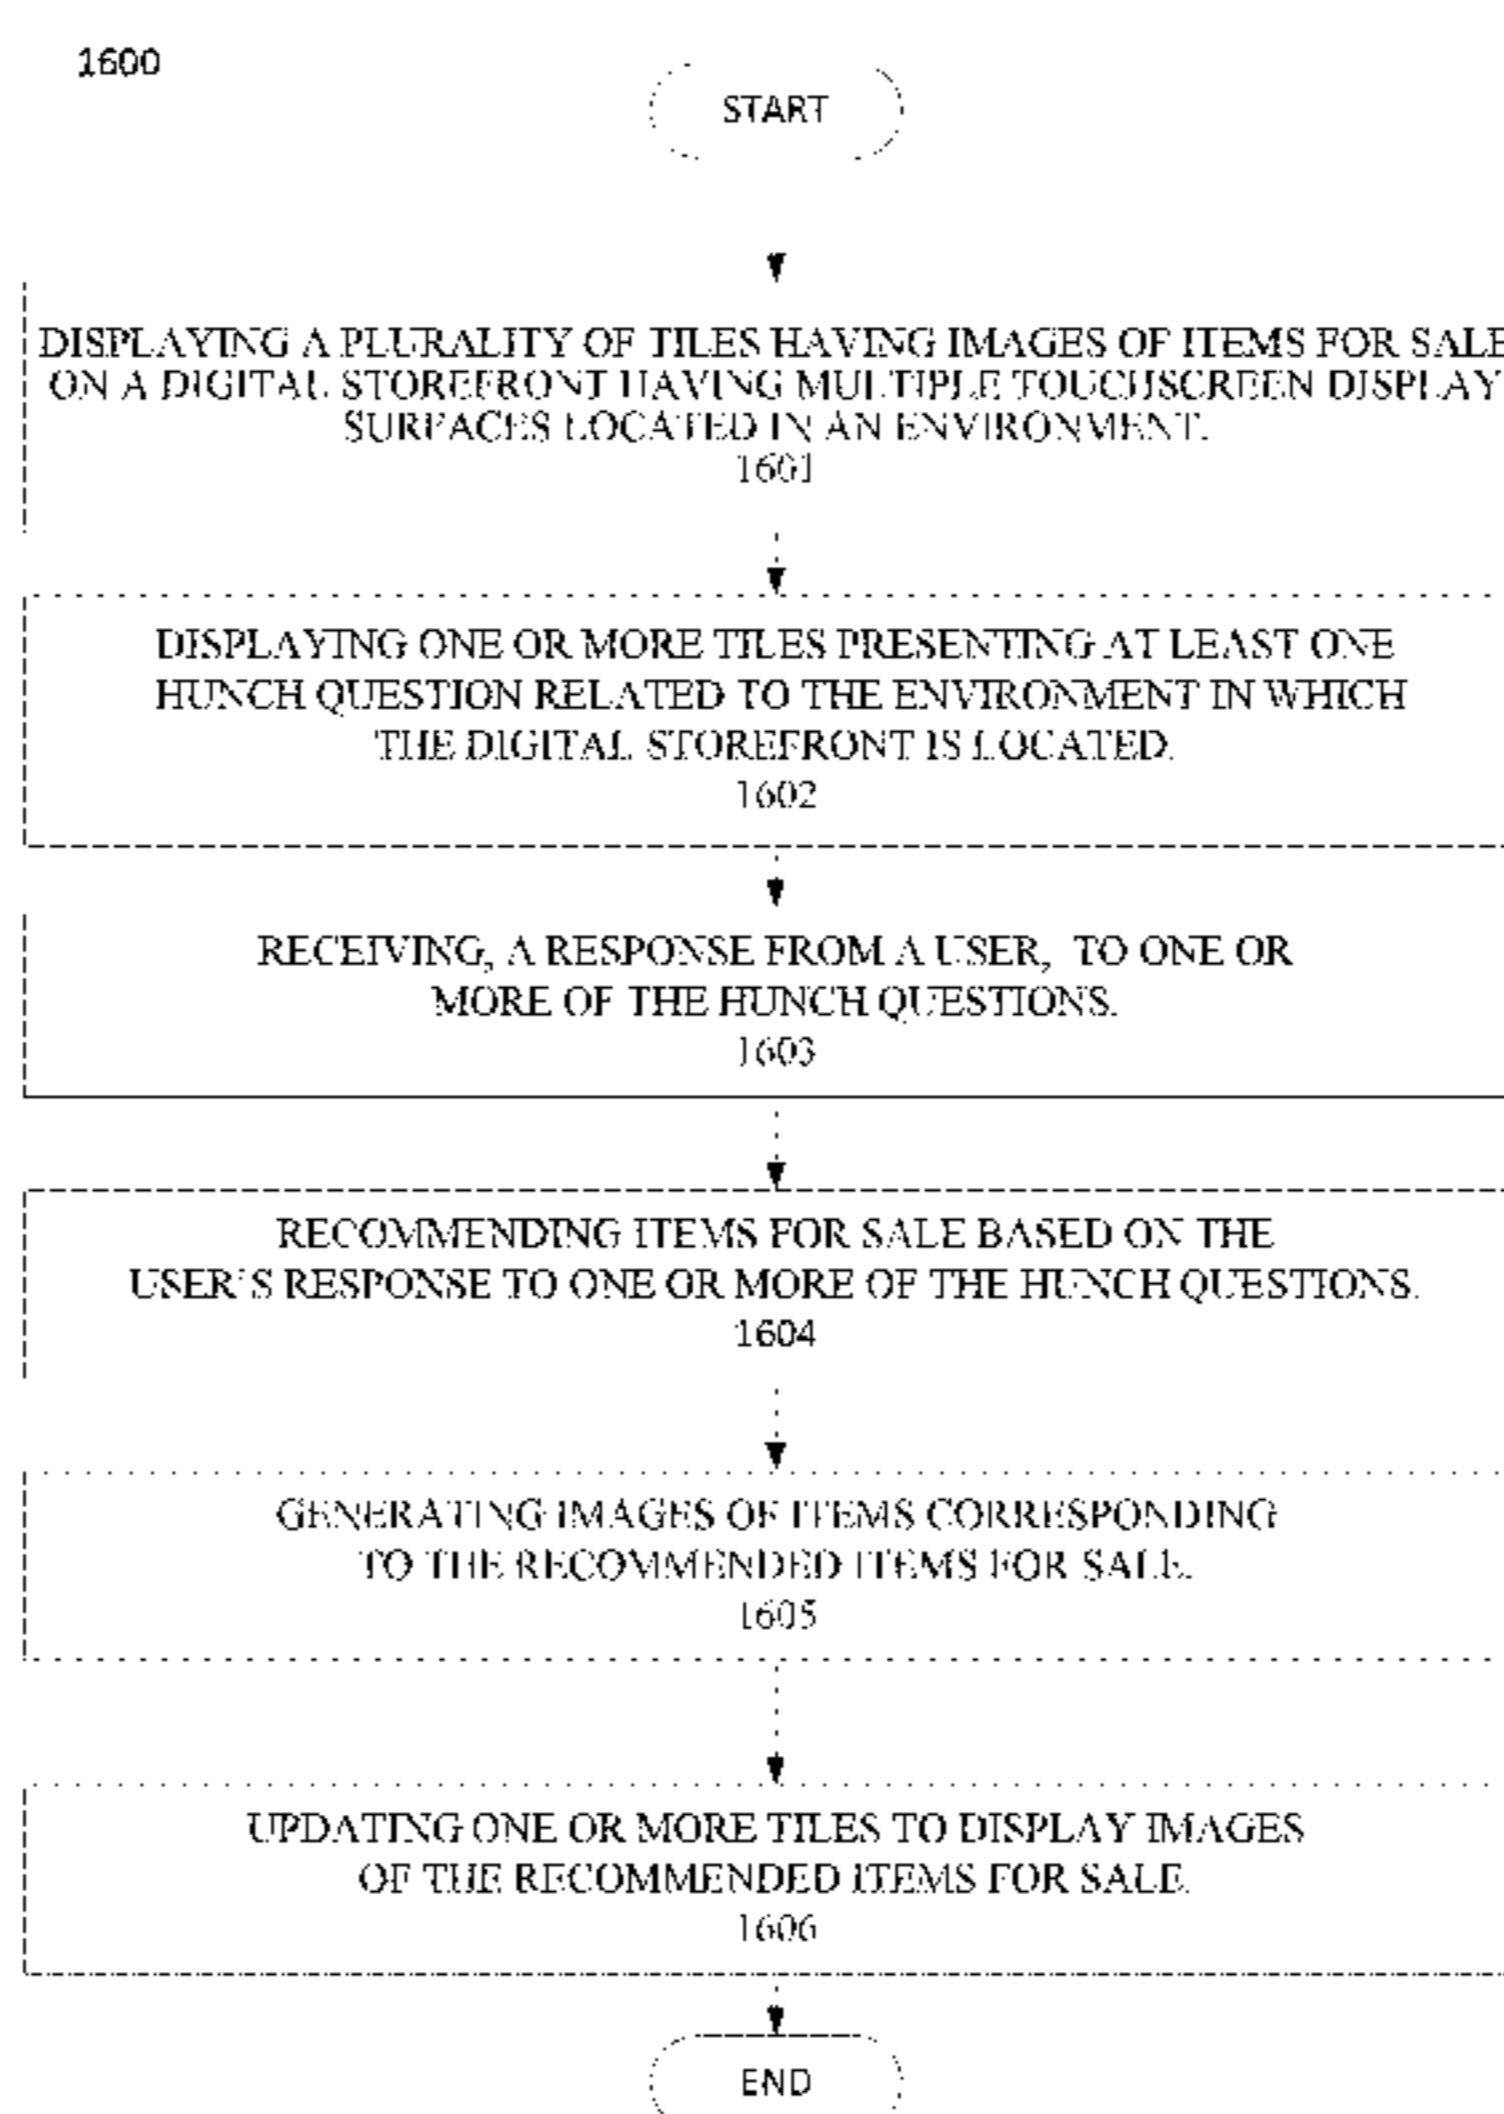 1600
START
DISPLAYING A PLURALITY OF TILES HAVING IMAGES OF ITEMS FOR SALE
ON A DIGITAL STOREFRONT HAVING MULTIPLE TOUCHSCREEN DISPLAY
SURFACES LOCATED IN AN ENVIRONMENT.
1601
DISPLAYING ONE OR MORE TILES PRESENTING AT LEAST ONE
HUNCH QUESTION RELATED TO THE ENVIRONMENT IN WHICH
THE DIGITAL STOREFRONT IS LOCATED.
1602
RECEIVING, A RESPONSE FROM A USER, TO ONE OR
MORE OF THE HUNCH QUESTIONS.
1603
RECOMMENDING ITEMS FOR SALE BASED ON THE
USER'S RESPONSE TO ONE OR MORE OF THE HUNCH QUESTIONS.
1604
GENERATING IMAGES OF ITEMS CORRESPONDING
TO THE RECOMMENDED ITEMS FOR SALE.
1605
UPDATING ONE OR MORE TILES TO DISPLAY IMAGES
OF THE RECOMMENDED ITEMS FOR SALE.
1606
END